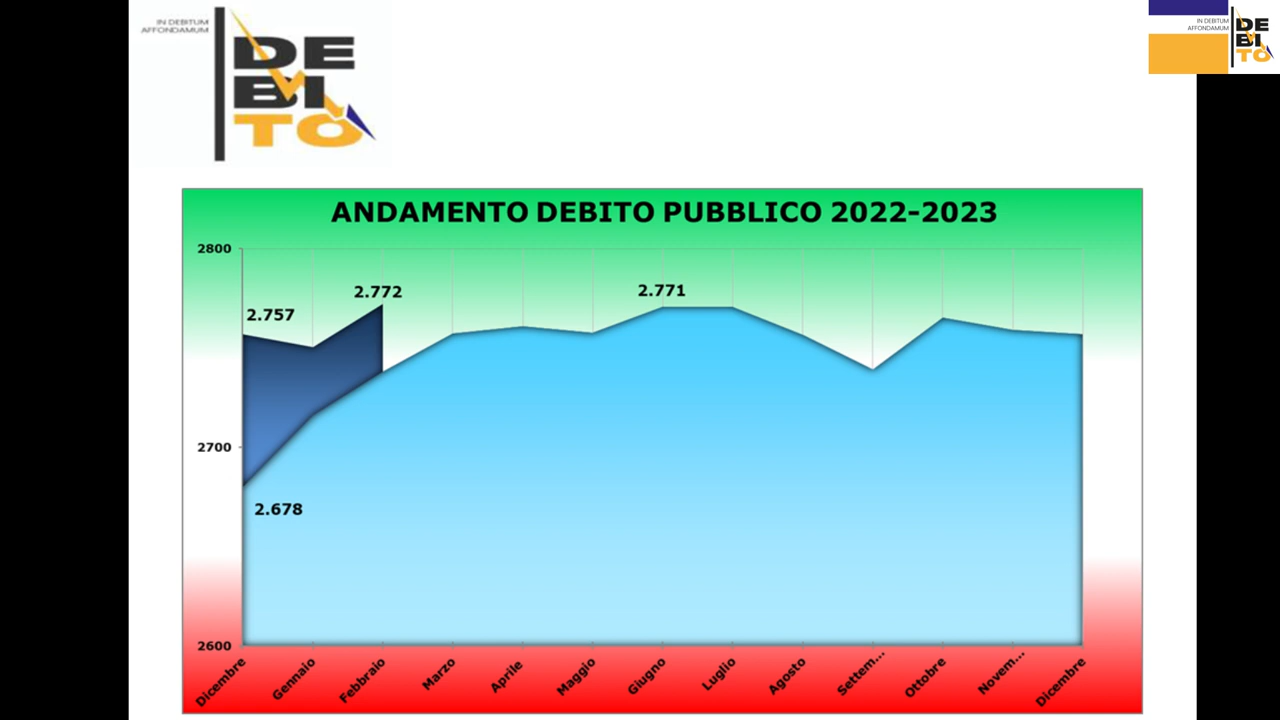 IN DEBITUM
AFFONDAMUM
DE
BI
TO
IN DEBITUM
AFFONDAMUM
DE
BI
TO
ANDAMENTO DEBITO PUBBLICO 2022-2023
2800
2.772
2.771
2.757
2700
2.678
2600
Dicembre
Gennaio
Febbraio
Marzo
Aprile
Maggio
Giugno
Luglio
Agosto
Settem...
Ottobre
Novem...
Dicembre